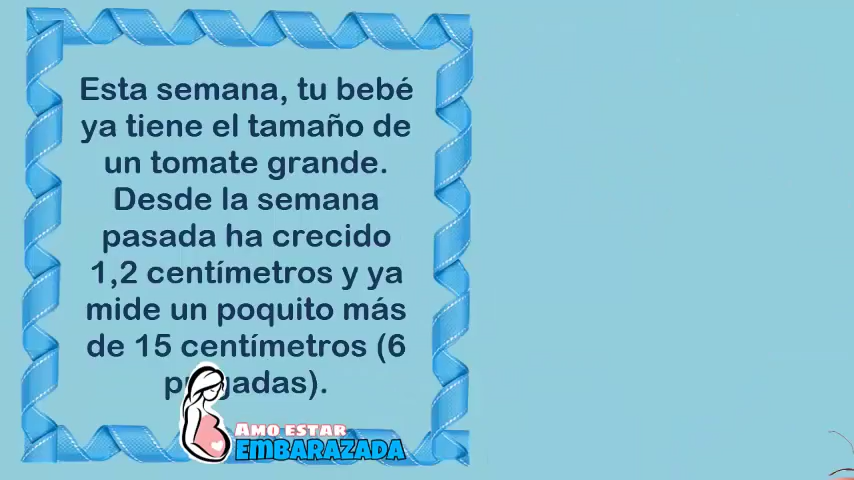 Esta semana, tu bebé
ya tiene el tamaño de
un tomate grande.
Desde la semana
pasada ha crecido
1,2 centímetros y ya
mide un poquito más
de 15 centímetros (6
pulgadas).
AMO ESTAR
EMBARAZADA